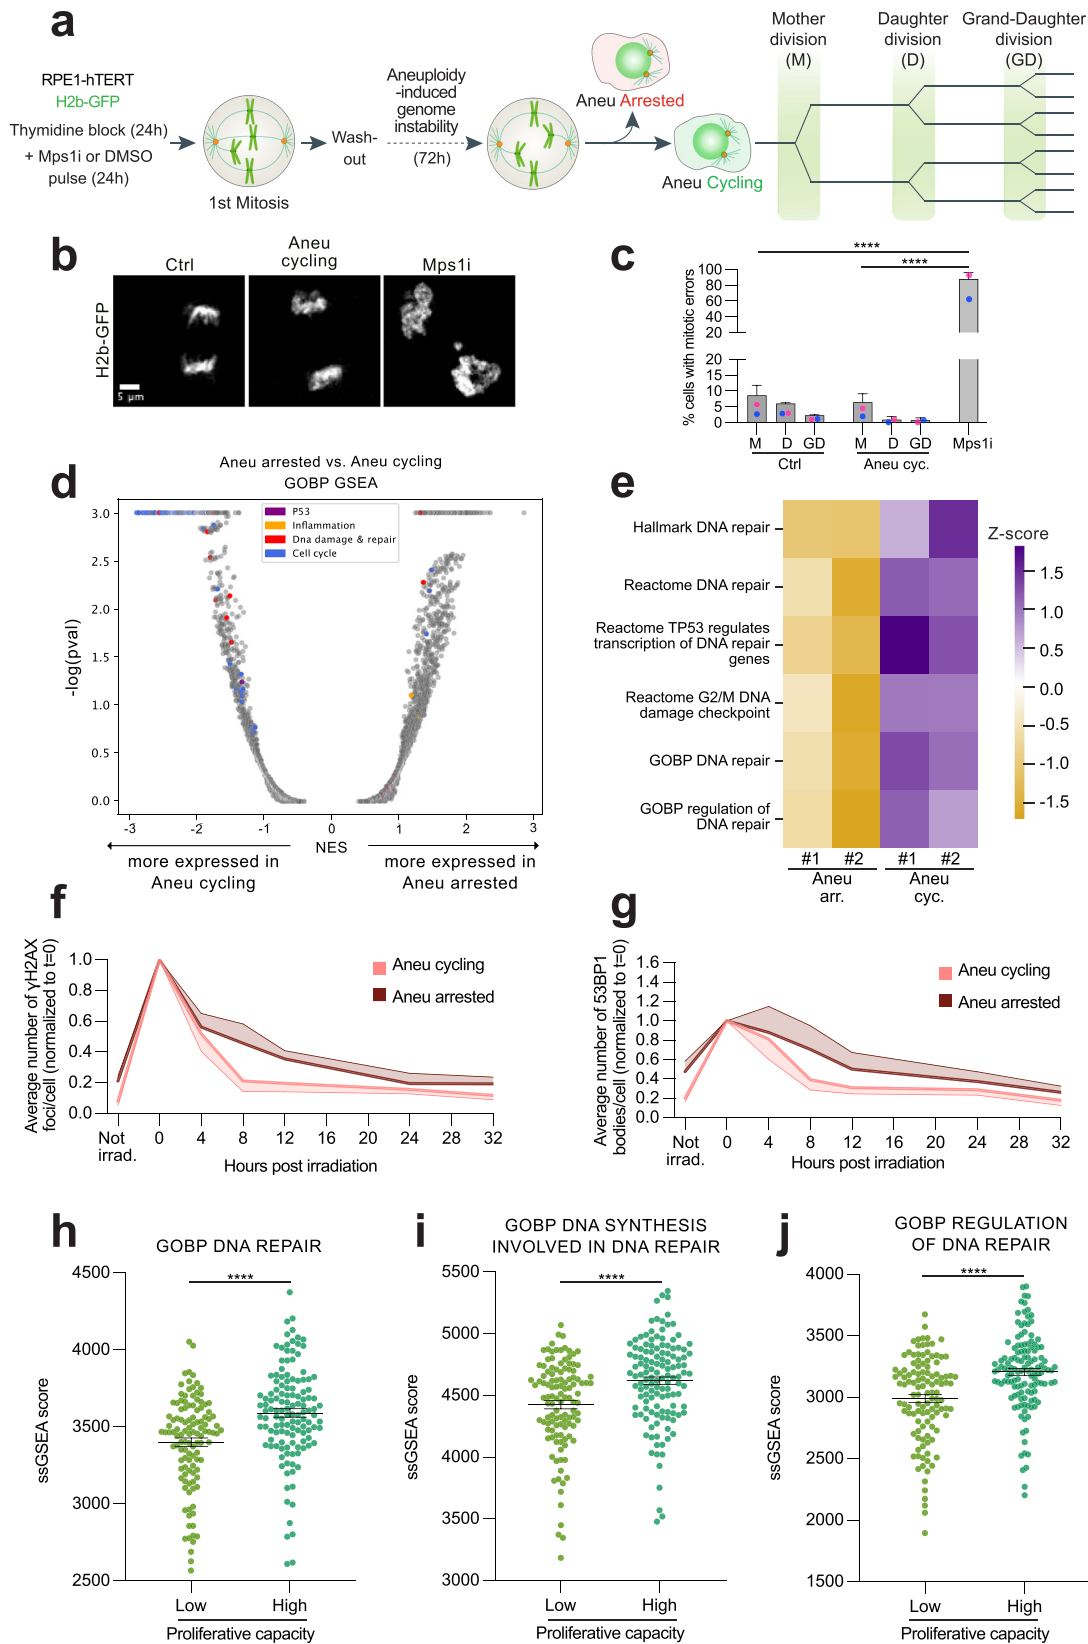 a
RPE1-hTERT
H2b-GFP
Thymidine block (24h)
+ Mps1i or DMSO
pulse (24h)
1st Mitosis
Wash-
out
Aneuploidy
-induced
genome
instability
(72h)
Aneu Arrested
Aneu Cycling
Mother
division
(M)
Daughter
division
(D)
Grand-Daughter
division
(GD)
b
Ctrl
Aneu
cycling
Mps1i
H2b-GFP
5 μm
c
% cells with mitotic errors
100
80
60
40
20
20
15
10
5
0
****
****
M D GD M D GD Mps1i
Ctrl
Aneu cyc.
d
Aneu arrested vs. Aneu cycling
GOBP GSEA
P53
Inflammation
Dna damage & repair
Cell cycle
-log(pval)
3.0
2.5
2.0
1.5
1.0
0.5
0.0
-3 -2 -1 0 1 2 3
NES
more expressed in
Aneu cycling
more expressed in
Aneu arrested
e
Hallmark DNA repair
Reactome DNA repair
Reactome TP53 regulates
transcription of DNA repair
genes
Reactome G2/M DNA
damage checkpoint
GOBP DNA repair
GOBP regulation of
DNA repair
#1 #2 #1 #2
Aneu
arr.
Aneu
cyc.
Z-score
1.5
1.0
0.5
0.0
-0.5
-1.0
-1.5
f
Average number of γH2AX
foci/cell (normalized to t=0)
1.0
0.8
0.6
0.4
0.2
0.0
Aneu cycling
Aneu arrested
Not
irrad.
0 4 8 12 16 20 24 28 32
Hours post irradiation
g
Average number of 53BP1
bodies/cell (normalized to t=0)
1.6
1.4
1.2
1.0
0.8
0.6
0.4
0.2
0.0
Aneu cycling
Aneu arrested
Not
irrad.
0 4 8 12 16 20 24 28 32
Hours post irradiation
h
GOBP DNA REPAIR
****
ssGSEA score
4500
4000
3500
3000
2500
Low High
Proliferative capacity
i
GOBP DNA SYNTHESIS
INVOLVED IN DNA REPAIR
****
ssGSEA score
5500
5000
4500
4000
3500
3000
Low High
Proliferative capacity
j
GOBP REGULATION
OF DNA REPAIR
****
ssGSEA score
4000
3500
3000
2500
2000
1500
Low High
Proliferative capacity